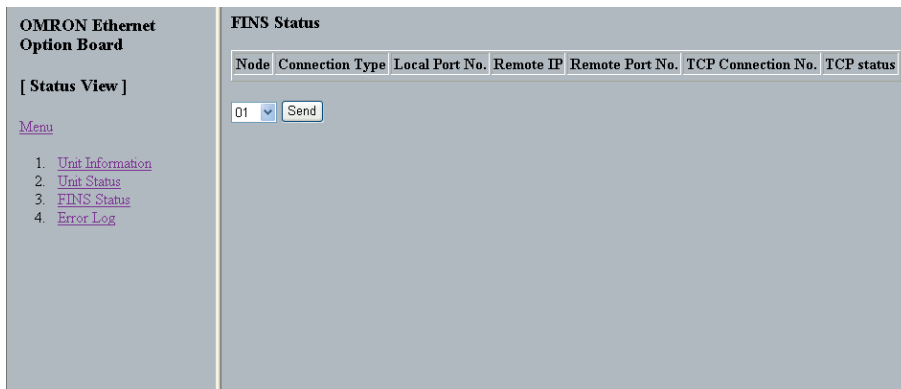 OMRON Ethernet
Option Board
[ Status View ]
Menu
1. Unit Information
2. Unit Status
3. FINS Status
4. Error Log
FINS Status
Node Connection Type Local Port No. Remote IP Remote Port No. TCP Connection No. TCP status
01 Send